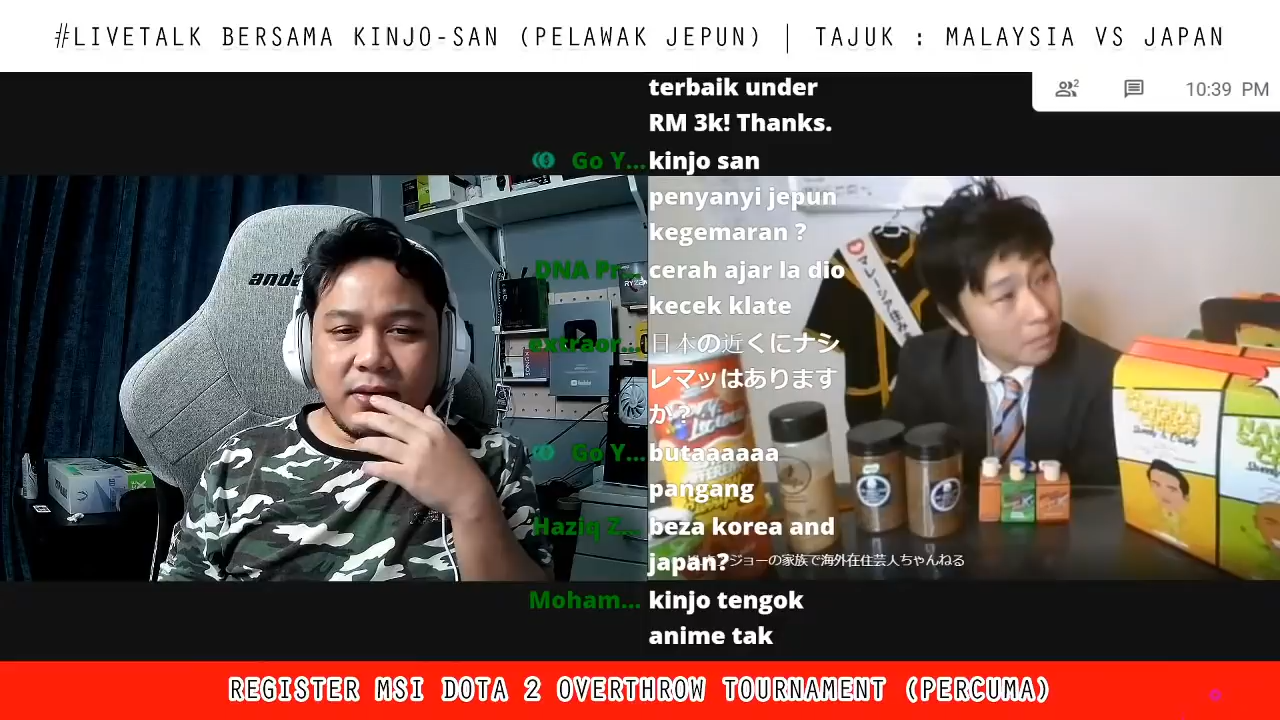 #LIVETALK BERSAMA KINJO-SAN (PELAWAK JEPUN) | TAJUK : MALAYSIA VS JAPAN
2
10:39 PM
terbaik under
RM 3k! Thanks.
Go Y... kinjo san
penyanyi jepun
kegemaran ?
DNA Pr... cerah ajar la dio
kecek klate
extraor... 日本の近くにナシ
レマッはあります
か?
Go Y... butaaaaaa
pangang
Haziq Z... beza korea and
japan?
ジョーの家族で海外在住芸人ちゃんねる
Moham... kinjo tengok
anime tak
anda
RYZE
YouTube
REGISTER MSI DOTA 2 OVERTHROW TOURNAMENT (PERCUMA)